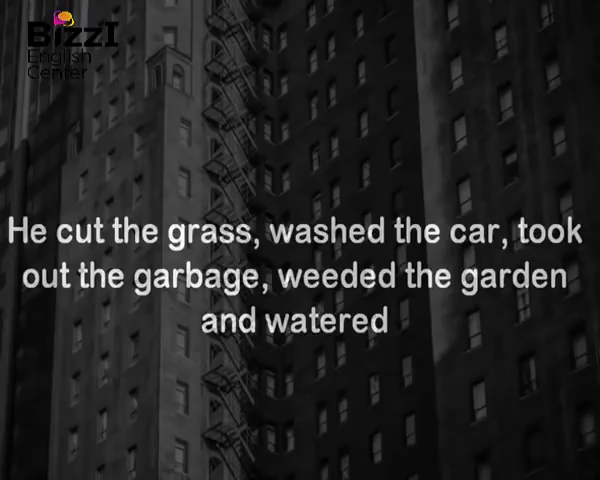 BizzI
English
Center
He cut the grass, washed the car, took
out the garbage, weeded the garden
and watered